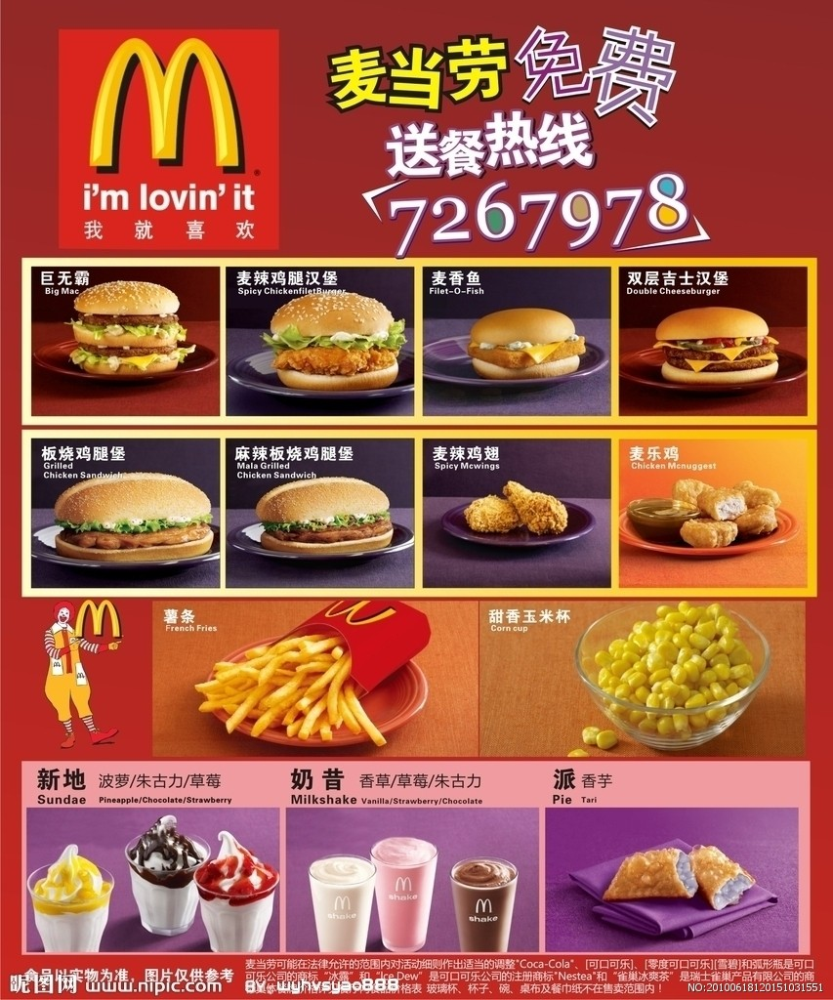 麦当劳免费
送餐热线
7267978
i'm lovin' it
我就喜欢
巨无霸
Big Mac
麦辣鸡腿汉堡
Spicy ChickenfiletBurger
麦香鱼
Filet-O-Fish
双层吉士汉堡
Double Cheeseburger
板烧鸡腿堡
Grilled
Chicken Sandwich
麻辣板烧鸡腿堡
Mala Grilled
Chicken Sandwich
麦辣鸡翅
Spicy Mcwings
麦乐鸡
Chicken Mcnuggest
薯条
French Fries
甜香玉米杯
Corn cup
新地 菠萝/朱古力/草莓
Sundae Pineapple/Chocolate/Strawberry
奶昔 香草/草莓/朱古力
Milkshake Vanilla/Strawberry/Chocolate
派 香芋
Pie Tari
shake
shake
shake
食品以实物为准，图片仅供参考
麦当劳可能在法律允许的范围内对活动细则作出适当的调整"Coca-Cola"、[可口可乐]、[零度可口可乐][雪碧]和弧形瓶是可口
可乐公司的商标"冰露"和"Ice Dew"是可口可乐公司的注册商标"Nestea"和"雀巢冰爽茶"是瑞士雀巢产品有限公司的商
玻璃杯、杯子、碗、桌布及餐巾纸不在售卖范围内！
昵图网 www.nipic.com BY: wyhvsyao888
NO:20100618120151031551